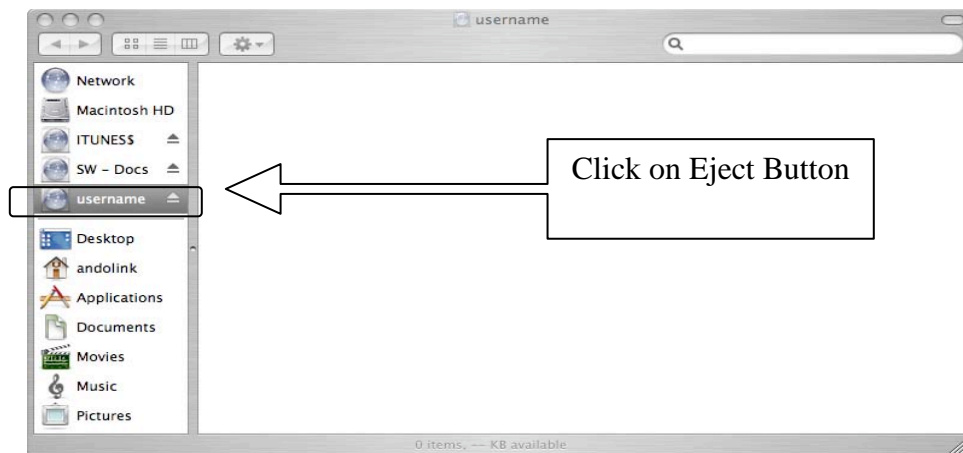 username
Network
Macintosh HD
ITUNES$
SW – Docs
username
Desktop
andolink
Applications
Documents
Movies
Music
Pictures
Click on Eject Button
0 items, –– KB available